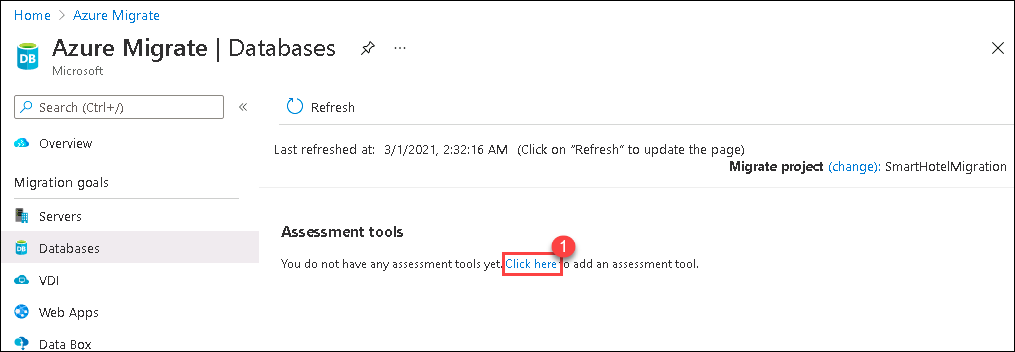 Home > Azure Migrate
DB
Azure Migrate | Databases
Microsoft
Search (Ctrl+/)
Refresh
Overview
Last refreshed at: 3/1/2021, 2:32:16 AM (Click on "Refresh" to update the page)
Migrate project (change): SmartHotelMigration
Migration goals
Servers
Assessment tools
1
DB Databases
You do not have any assessment tools yet. Click here to add an assessment tool.
VDI
Web Apps
Data Box